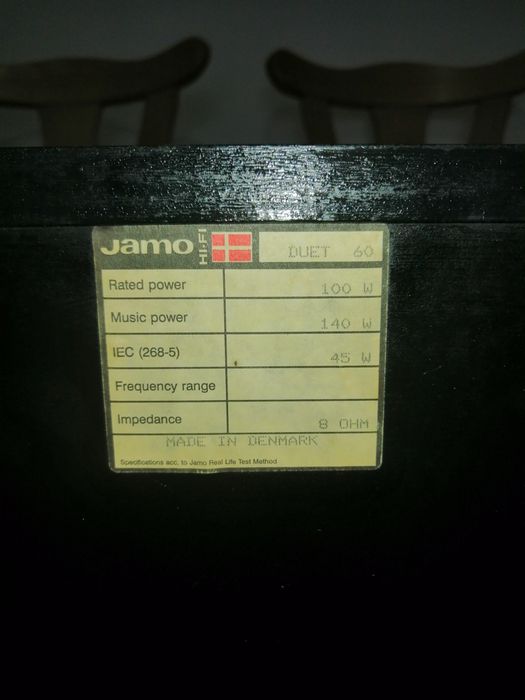 Jamo HI-FI DUET 60
Rated power 100 W
Music power 140 W
IEC (268-5) 45 W
Frequency range
Impedance 8 OHM
MADE IN DENMARK
Specifications acc. to Jamo Real Life Test Method